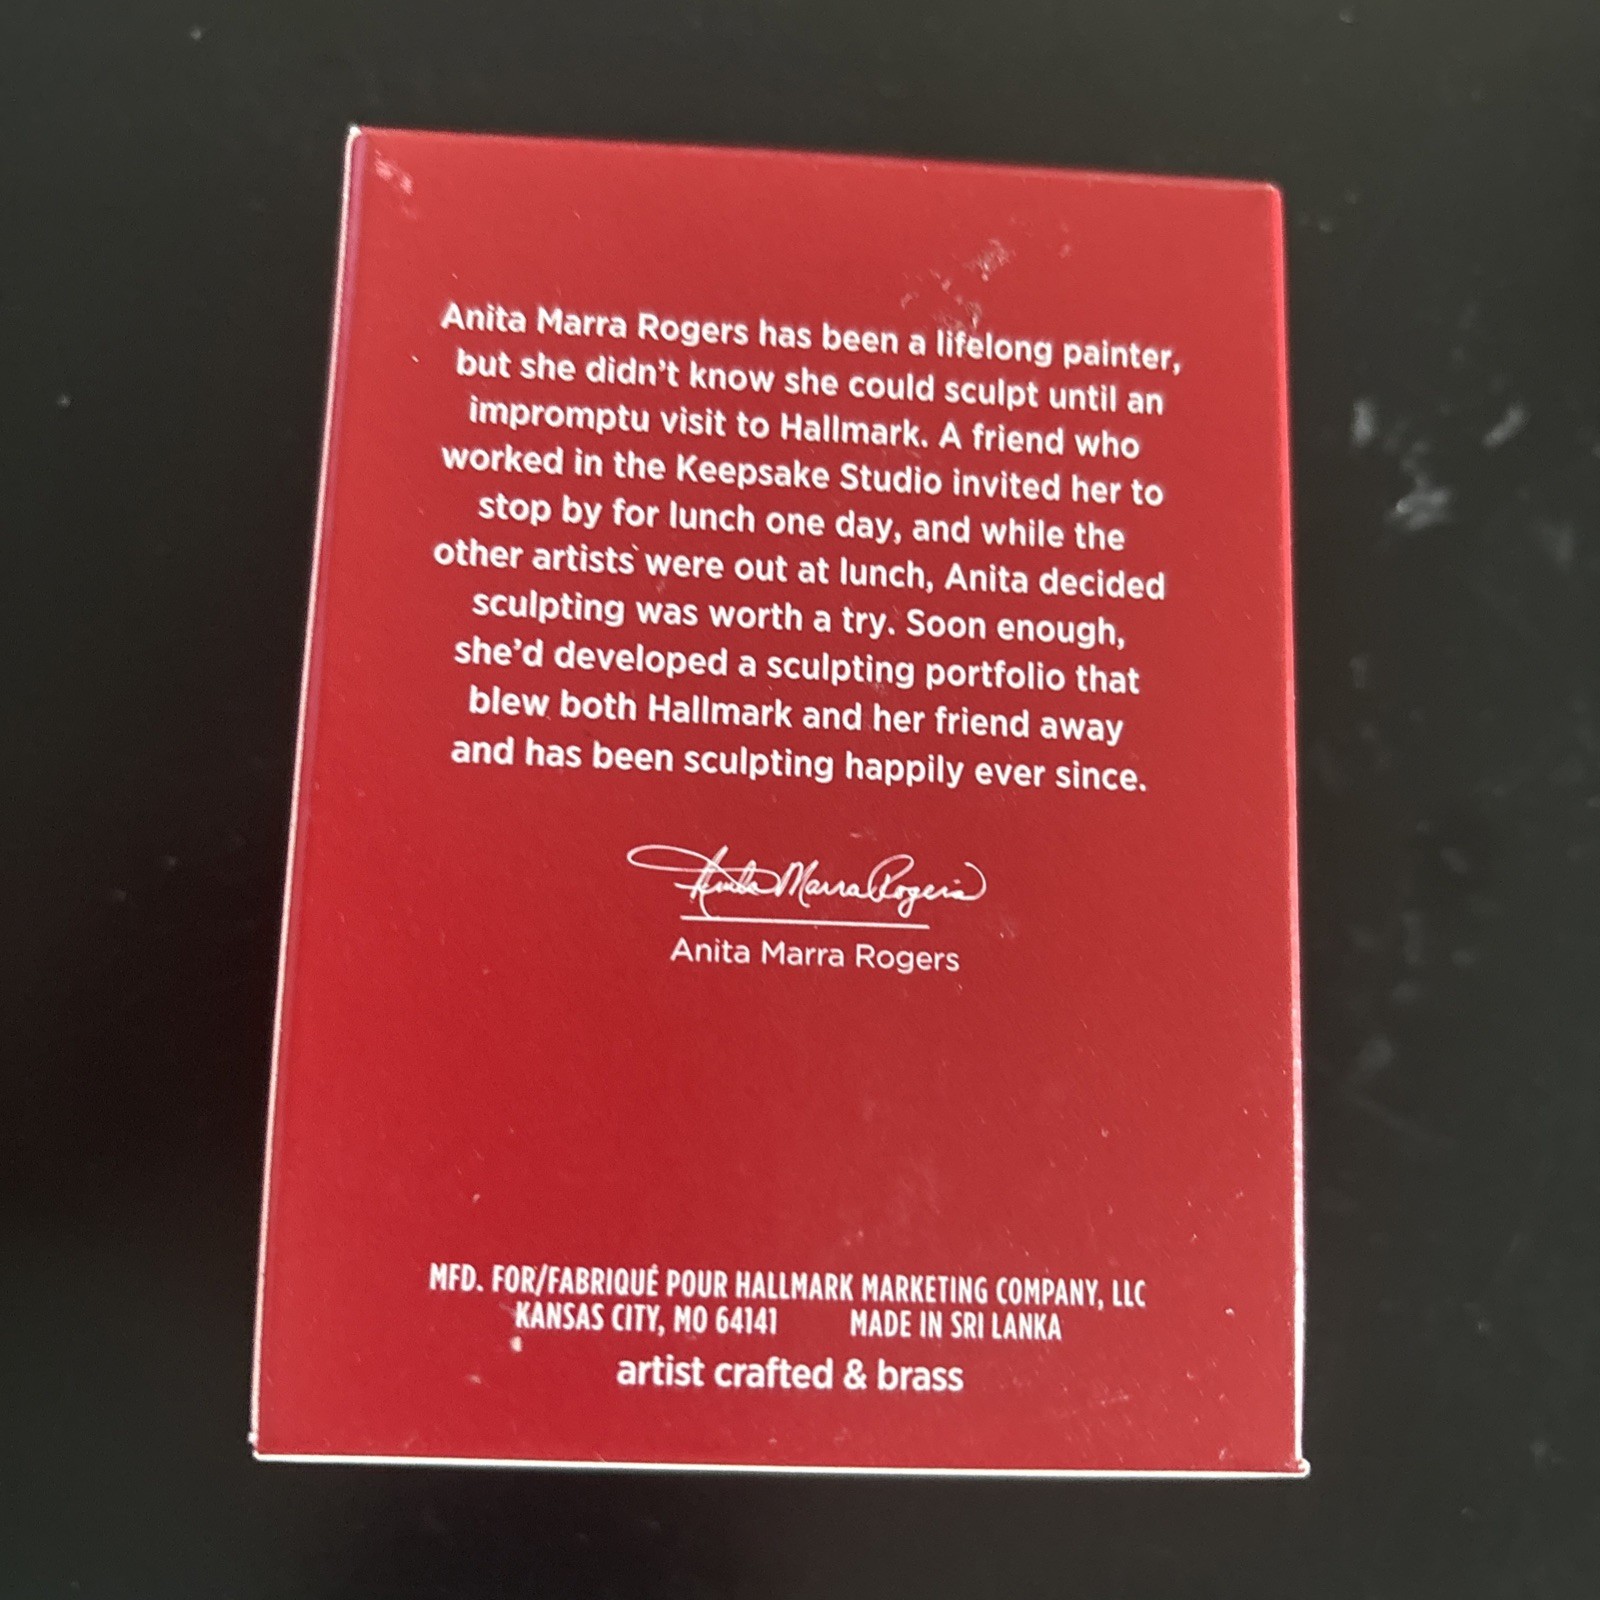 Anita Marra Rogers has been a lifelong painter,
but she didn't know she could sculpt until an
impromptu visit to Hallmark. A friend who
worked in the Keepsake Studio invited her to
stop by for lunch one day, and while the
other artists were out at lunch, Anita decided
sculpting was worth a try. Soon enough,
she'd developed a sculpting portfolio that
blew both Hallmark and her friend away
and has been sculpting happily ever since.
Anita Marra Rogers
Anita Marra Rogers
MFD. FOR/FABRIQUÉ POUR HALLMARK MARKETING COMPANY, LLC
KANSAS CITY, MO 64141 MADE IN SRI LANKA
artist crafted & brass